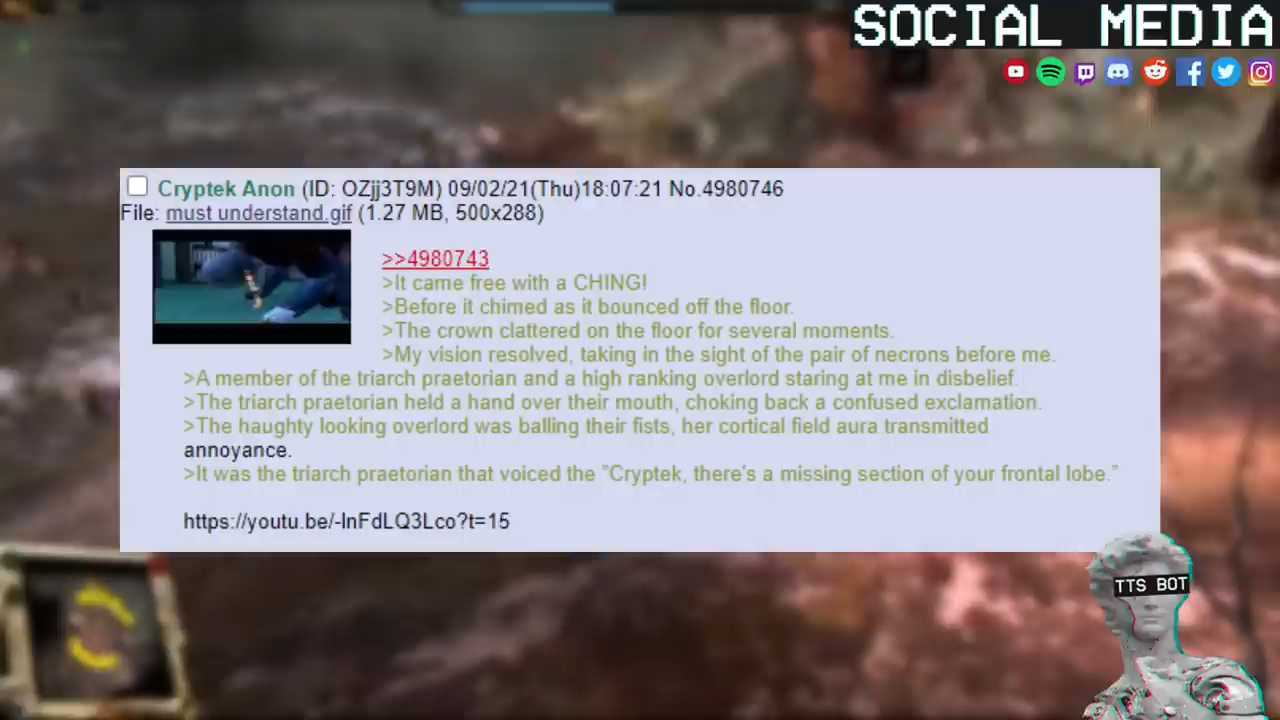 SOCIAL MEDIA
Cryptek Anon (ID: OZjj3T9M) 09/02/21(Thu)18:07:21 No.4980746
File: must understand.gif (1.27 MB, 500x288)
>>4980743
>It came free with a CHING!
>Before it chimed as it bounced off the floor.
>The crown clattered on the floor for several moments.
>My vision resolved, taking in the sight of the pair of necrons before me.
>A member of the triarch praetorian and a high ranking overlord staring at me in disbelief.
>The triarch praetorian held a hand over their mouth, choking back a confused exclamation.
>The haughty looking overlord was balling their fists, her cortical field aura transmitted
annoyance.
>It was the triarch praetorian that voiced the "Cryptek, there's a missing section of your frontal lobe."
https://youtu.be/-lnFdLQ3Lco?t=15
TTS BOT